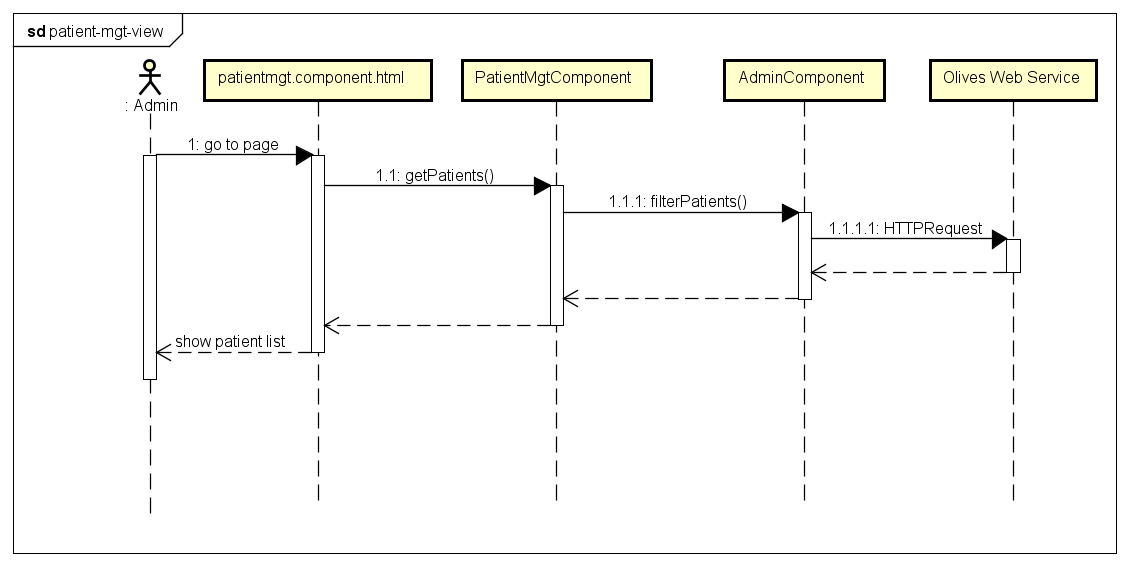 sd patient-mgt-view
: Admin
patientmgt.component.html
PatientMgtComponent
AdminComponent
Olives Web Service
1: go to page
1.1: getPatients()
1.1.1: filterPatients()
1.1.1.1: HTTPRequest
show patient list